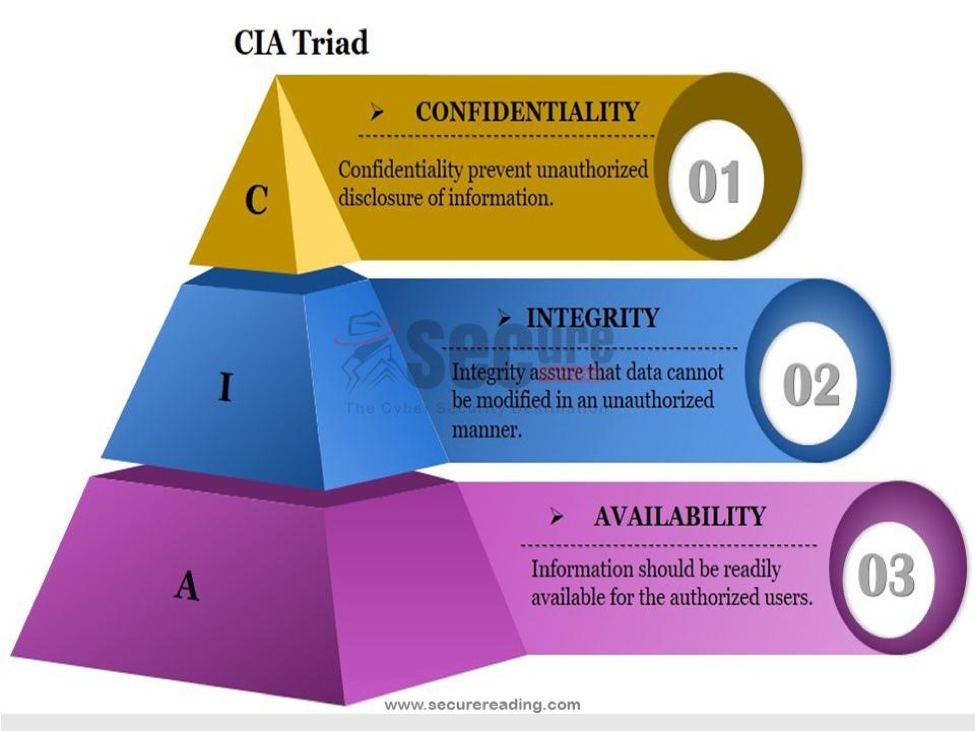 CIA Triad
➢ CONFIDENTIALITY
Confidentiality prevent unauthorized
disclosure of information.
01
C
➢ INTEGRITY
Integrity assure that data cannot
be modified in an unauthorized
manner.
02
I
Secure
The Cyber Security Destination
➢ AVAILABILITY
Information should be readily
available for the authorized users.
03
A
www.securereading.com